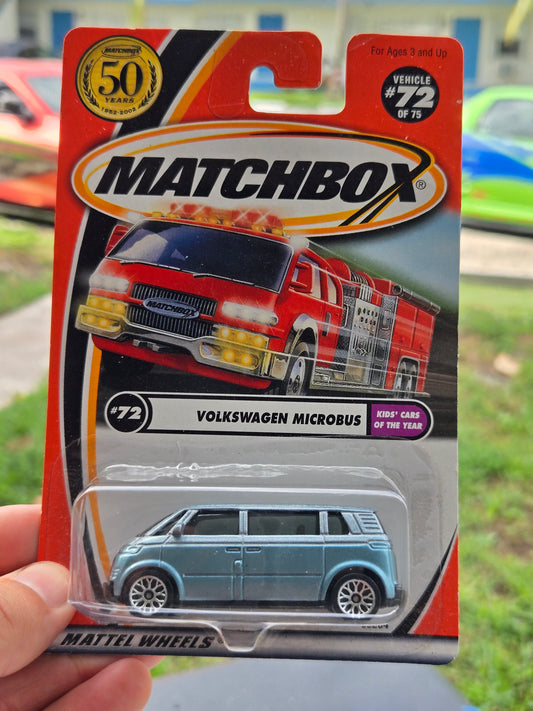 MATCHBOX
50
YEARS
1952-2002
For Ages 3 and Up
VEHICLE
#72
OF 75
MATCHBOX®
MATCHBOX
#72
VOLKSWAGEN MICROBUS
KIDS' CARS
OF THE YEAR
MATTEL WHEELS